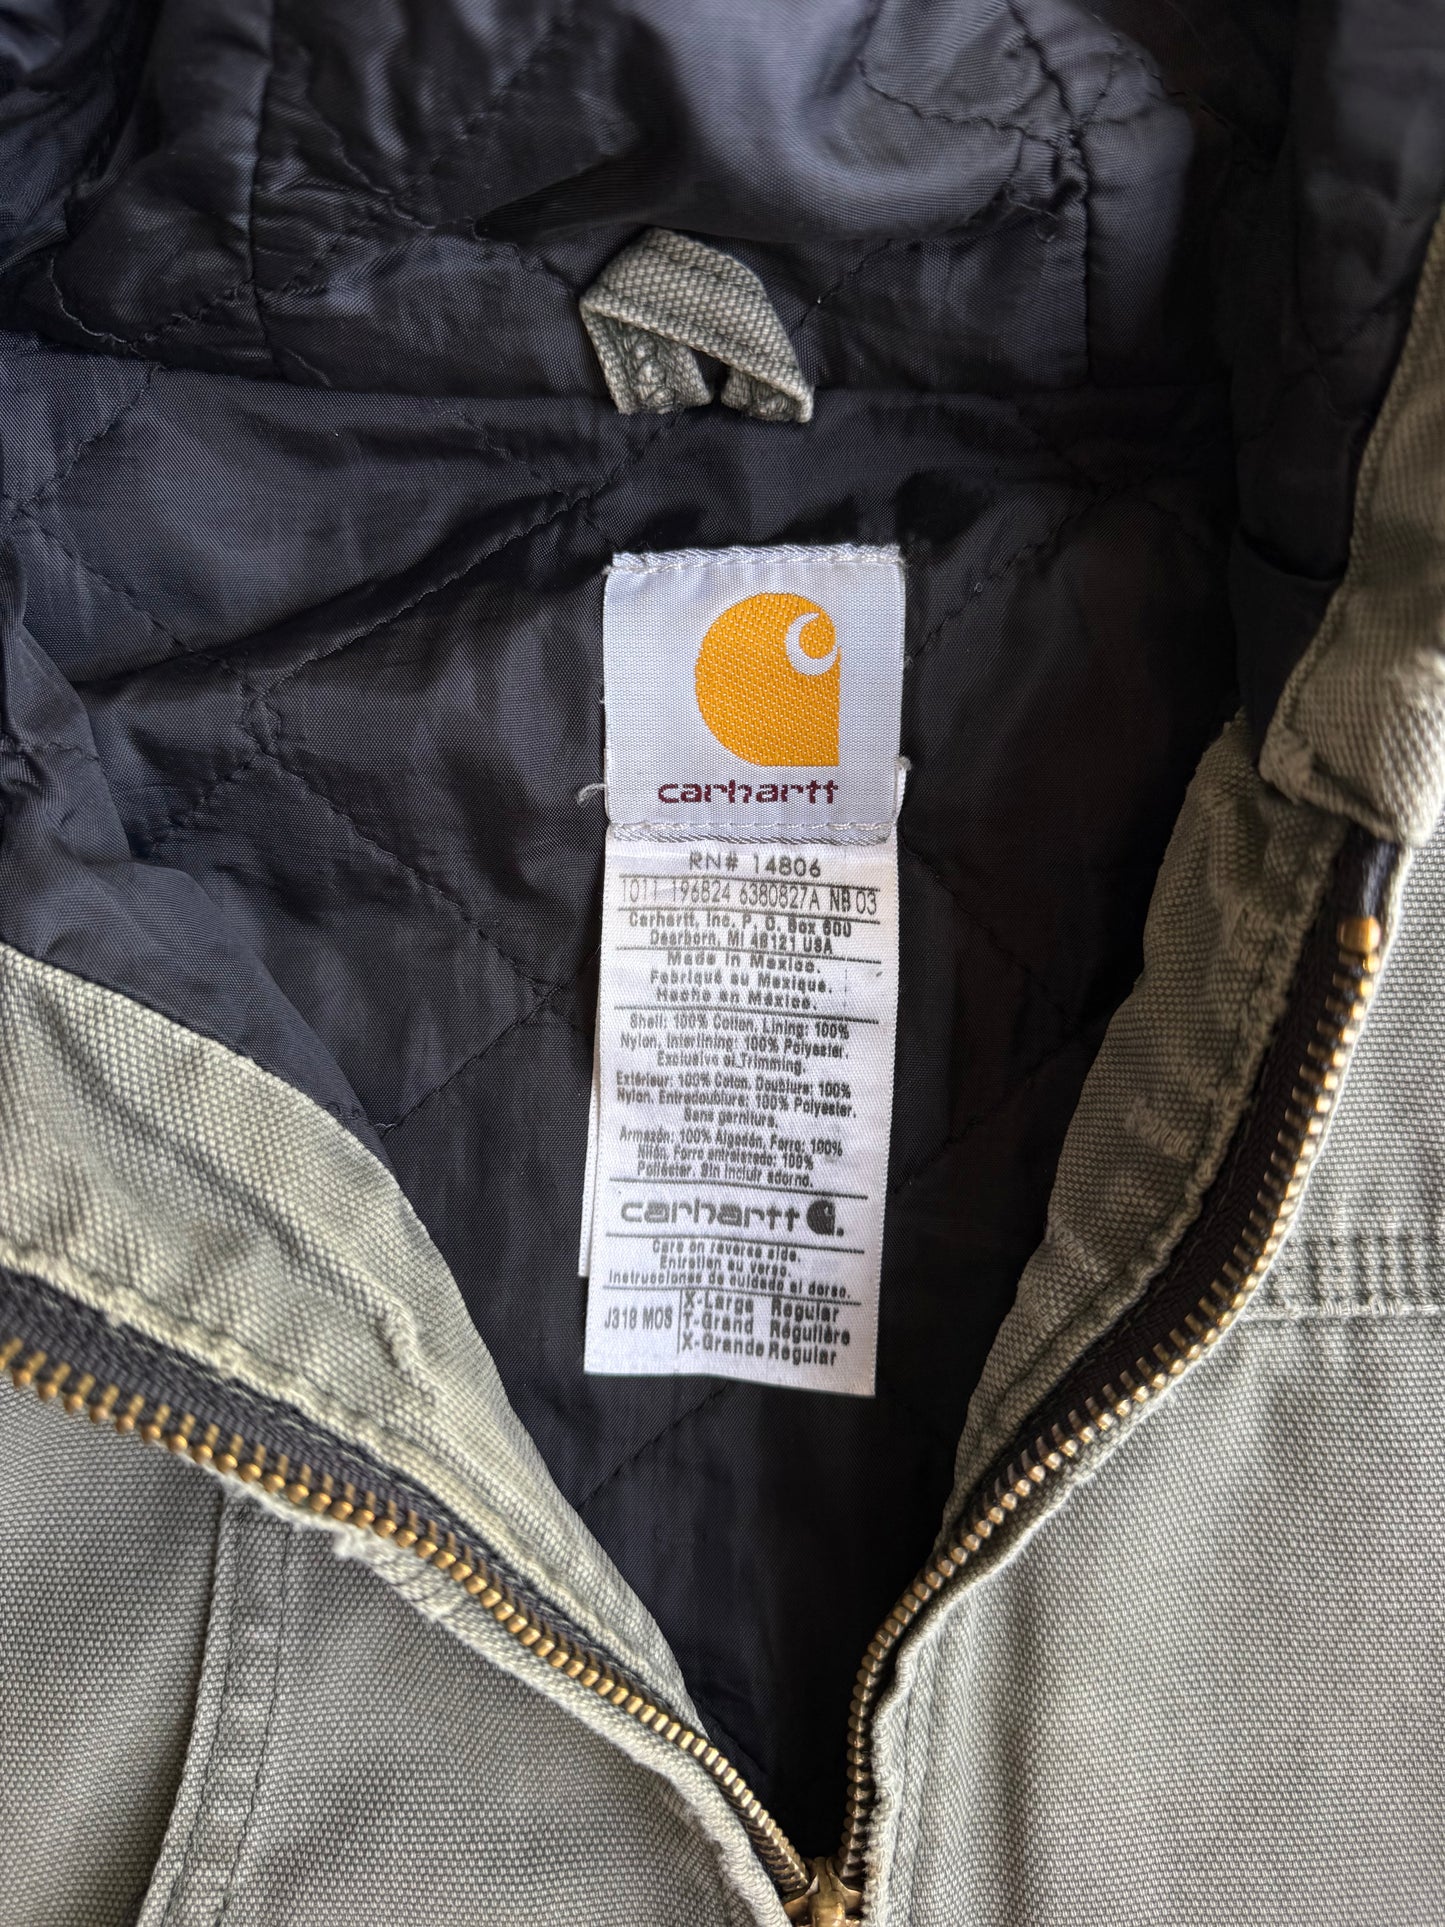 carhartt
RN# 14806
1011 196824 6380827A NB 03
Carhartt, Inc. P. O. Box 600
Dearborn, MI 48121 USA
Made in Mexico.
Fabriqué au Mexique.
Hecho en México.
Shell: 100% Cotton, Lining: 100%
Nylon, Interlining: 100% Polyester.
Exclusive of Trimming.
Extérieur: 100% Coton, Doublure: 100%
Nylon, Entredoublure: 100% Polyester.
Sans garniture.
Armazón: 100% Algodón, Forro: 100%
Nilón, Forro entrelazado: 100%
Poliéster. Sin incluir adorno.
carhartt
Care on reverse side.
Entretien au verso.
Instrucciones de cuidado al dorso.
J318 MOS
X-Large Regular
T-Grand Régulière
X-Grande Regular